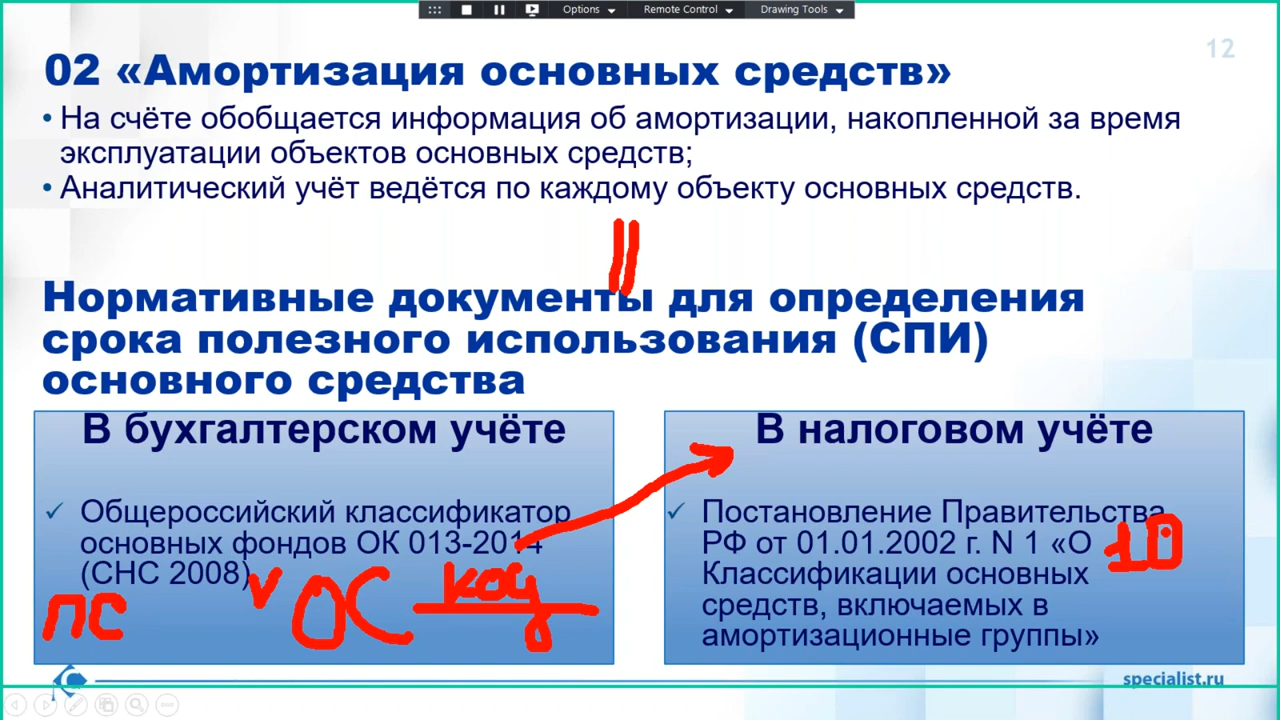 Options
Remote Control
Drawing Tools
12
02 «Амортизация основных средств»
• На счёте обобщается информация об амортизации, накопленной за время
эксплуатации объектов основных средств;
• Аналитический учёт ведётся по каждому объекту основных средств.
Нормативные документы для определения
срока полезного использования (СПИ)
основного средства
В бухгалтерском учёте
✓ Общероссийский классификатор
основных фондов ОК 013-2014
(СНС 2008)
ПС
v ОС код
В налоговом учёте
✓ Постановление Правительства
РФ от 01.01.2002 г. N 1 «О
10
Классификации основных
средств, включаемых в
амортизационные группы»
specialist.ru